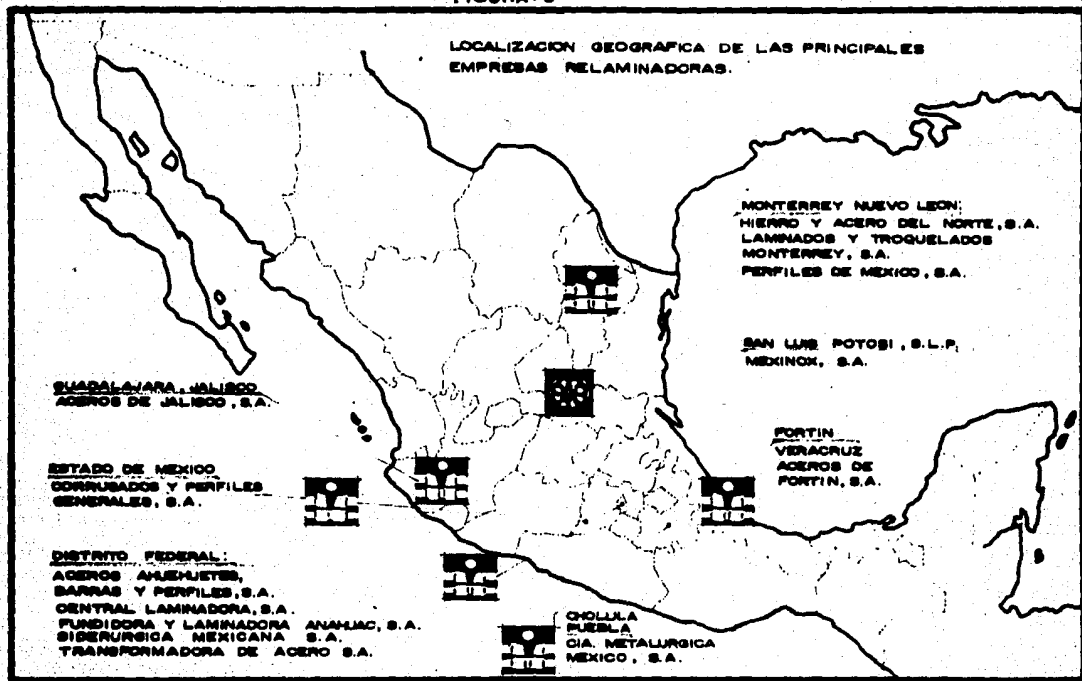 LOCALIZACION GEOGRAFICA DE LAS PRINCIPALES
EMPRESAS RELAMINADORAS.
MONTERREY NUEVO LEON:
HIERRO Y ACERO DEL NORTE, S.A.
LAMINADOS Y TROQUELADOS
MONTERREY, S.A.
PERFILES DE MEXICO, S.A.
SAN LUIS POTOSI, S.L.P.
MEXINOX, S.A.
GUADALAJARA, JALISCO
ACEROS DE JALISCO, S.A.
FORTIN
VERACRUZ
ACEROS DE
FORTIN, S.A.
ESTADO DE MEXICO
CORRUGADOS Y PERFILES
GENERALES, S.A.
DISTRITO FEDERAL:
ACEROS AHUEHUETES,
BARRAS Y PERFILES, S.A.
CENTRAL LAMINADORA, S.A.
FUNDIDORA Y LAMINADORA ANAHUAC, S.A.
SIDERURGICA MEXICANA S.A.
TRANSFORMADORA DE ACERO S.A.
CHOLULA
PUEBLA
CIA. METALURGICA
MEXICO, S.A.